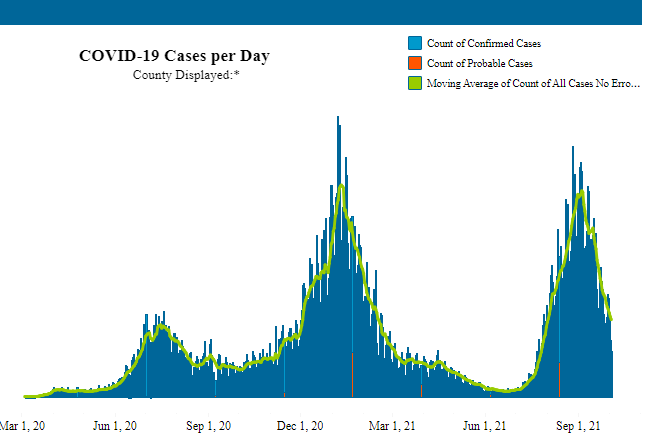 COVID-19 Cases per Day
County Displayed:*
Count of Confirmed Cases
Count of Probable Cases
Moving Average of Count of All Cases No Erro...
Mar 1, 20
Jun 1, 20
Sep 1, 20
Dec 1, 20
Mar 1, 21
Jun 1, 21
Sep 1, 21